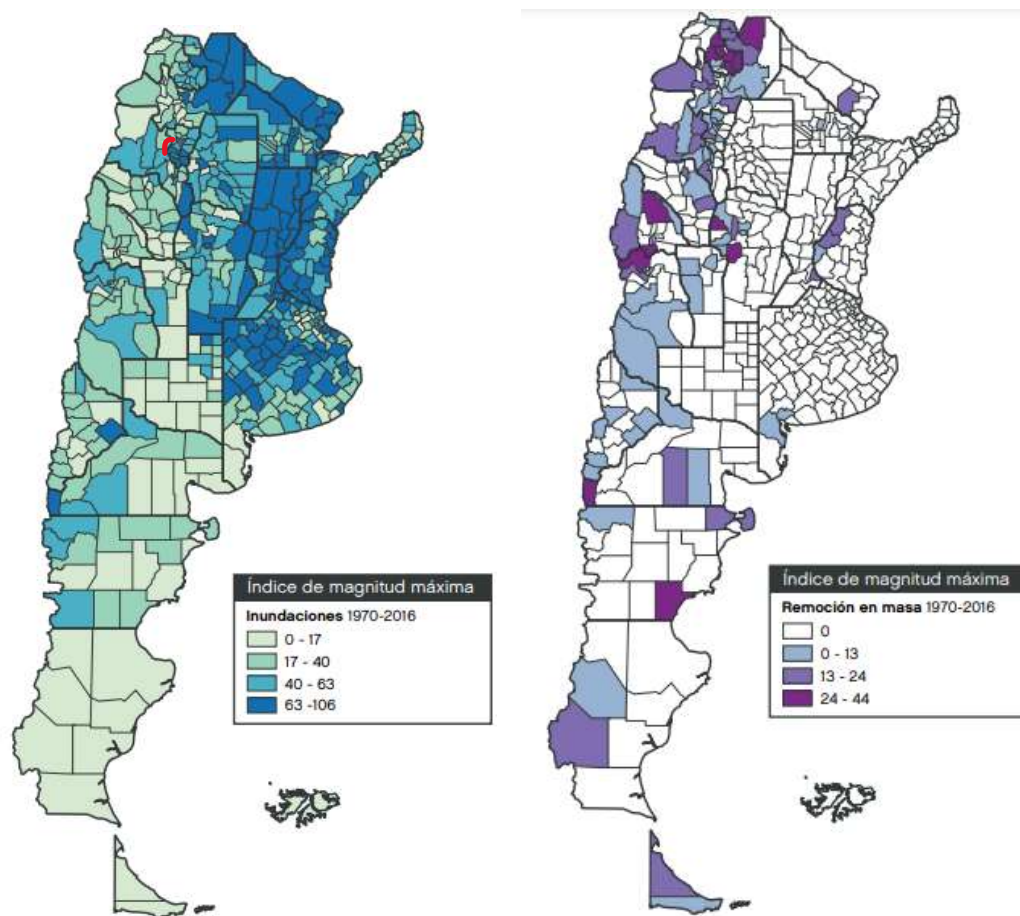 Índice de magnitud máxima
Inundaciones 1970-2016
0 - 17
17 - 40
40 - 63
63 -106
Índice de magnitud máxima
Remoción en masa 1970-2016
0
0 - 13
13 - 24
24 - 44